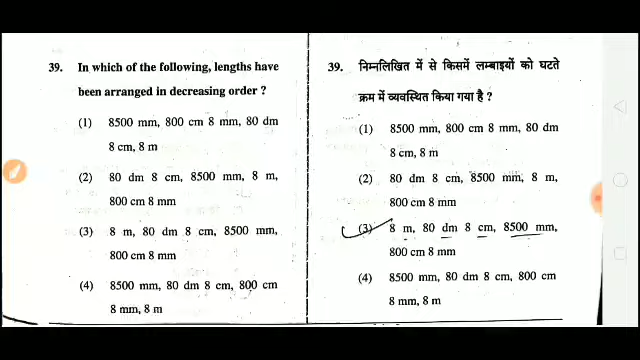 39. In which of the following, lengths have
been arranged in decreasing order ?
(1) 8500 mm, 800 cm 8 mm, 80 dm
8 cm, 8 m
(2) 80 dm 8 cm, 8500 mm, 8 m,
800 cm 8 mm
(3) 8 m, 80 dm 8 cm, 8500 mm,
800 cm 8 mm
(4) 8500 mm, 80 dm 8 cm, 800 cm
8 mm, 8 m
39. निम्नलिखित में से किसमें लम्बाइयों को घटते
क्रम में व्यवस्थित किया गया है ?
(1) 8500 mm, 800 cm 8 mm, 80 dm
8 cm, 8 m
(2) 80 dm 8 cm, 8500 mm, 8 m,
800 cm 8 mm
(3) 8 m, 80 dm 8 cm, 8500 mm,
800 cm 8 mm
(4) 8500 mm, 80 dm 8 cm, 800 cm
8 mm, 8 m